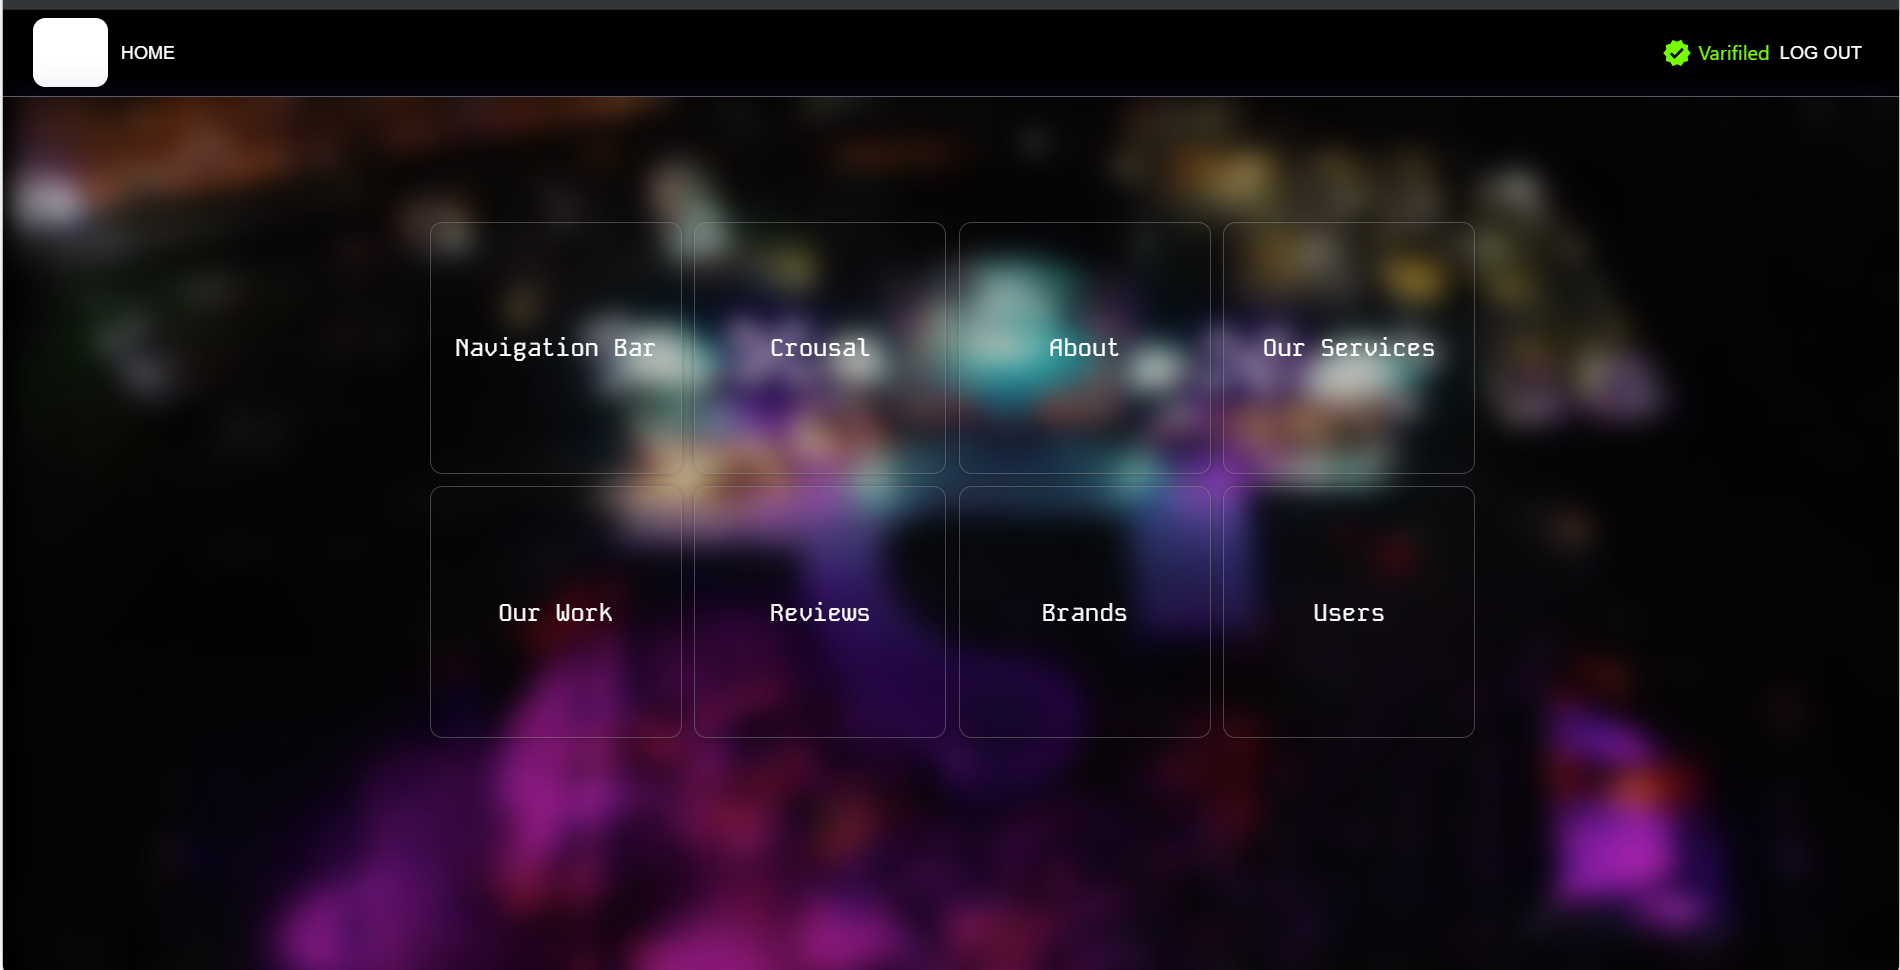 HOME
Varifiled LOG OUT
Navigation Bar
Crousal
About
Our Services
Our Work
Reviews
Brands
Users